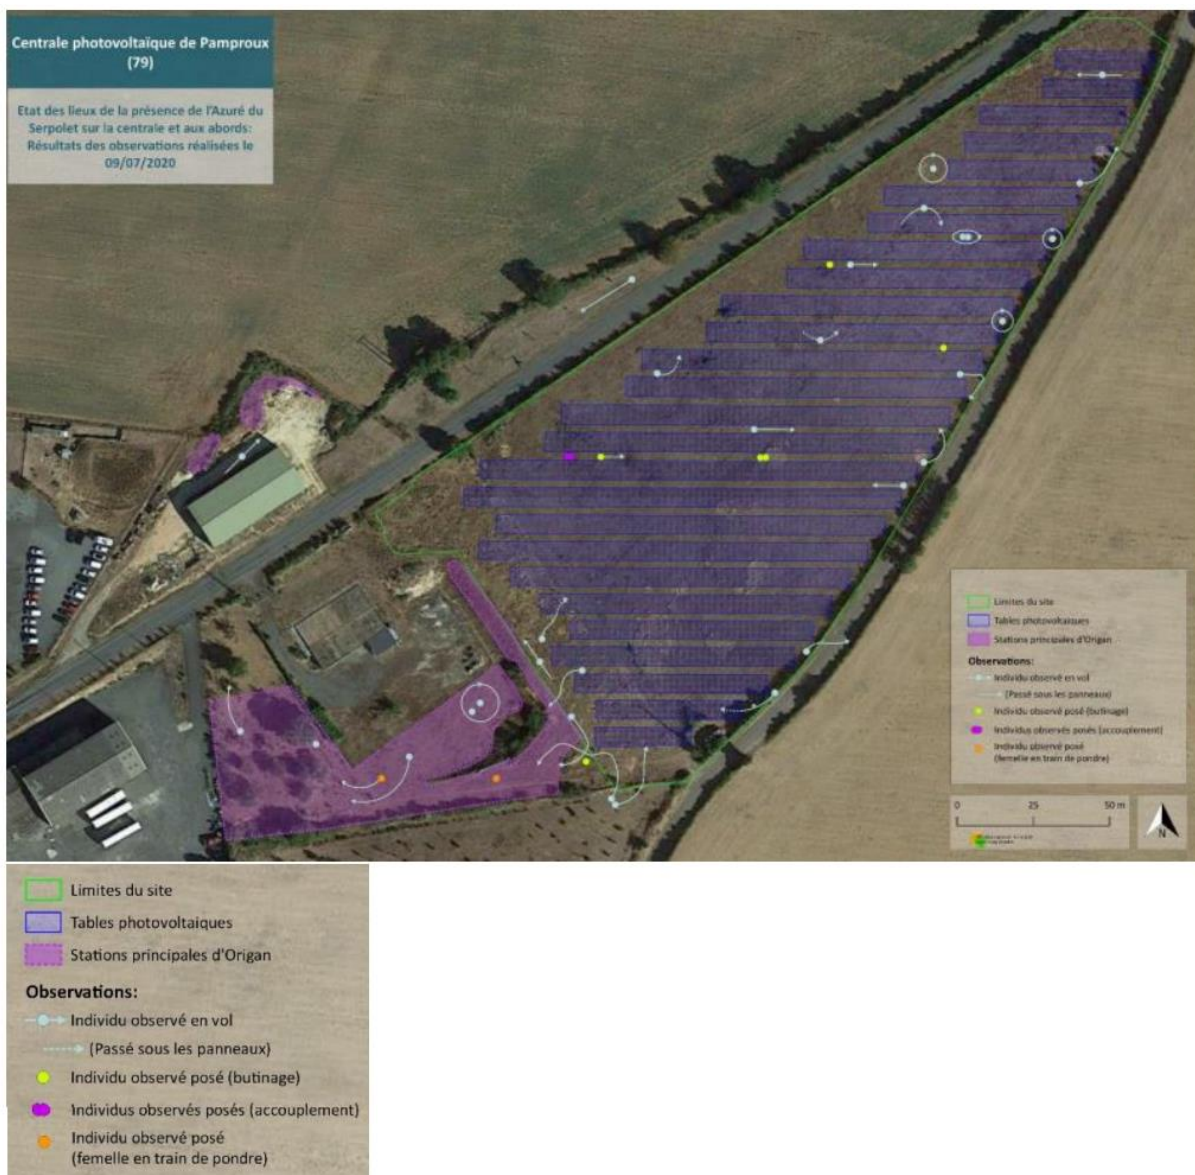 Centrale photovoltaïque de Pamproux
(79)
Etat des lieux de la présence de l'Azuré du
Serpolet sur la centrale et aux abords:
Résultats des observations réalisées le
09/07/2020
Limites du site
Tables photovoltaiques
Stations principales d'Origan
Observations:
Individu observé en vol
(Passé sous les panneaux)
Individu observé posé (butinage)
Individus observés posés (accouplement)
Individu observé posé
(femelle en train de pondre)
0 25 50 m
N
Limites du site
Tables photovoltaiques
Stations principales d'Origan
Observations:
Individu observé en vol
(Passé sous les panneaux)
Individu observé posé (butinage)
Individus observés posés (accouplement)
Individu observé posé
(femelle en train de pondre)